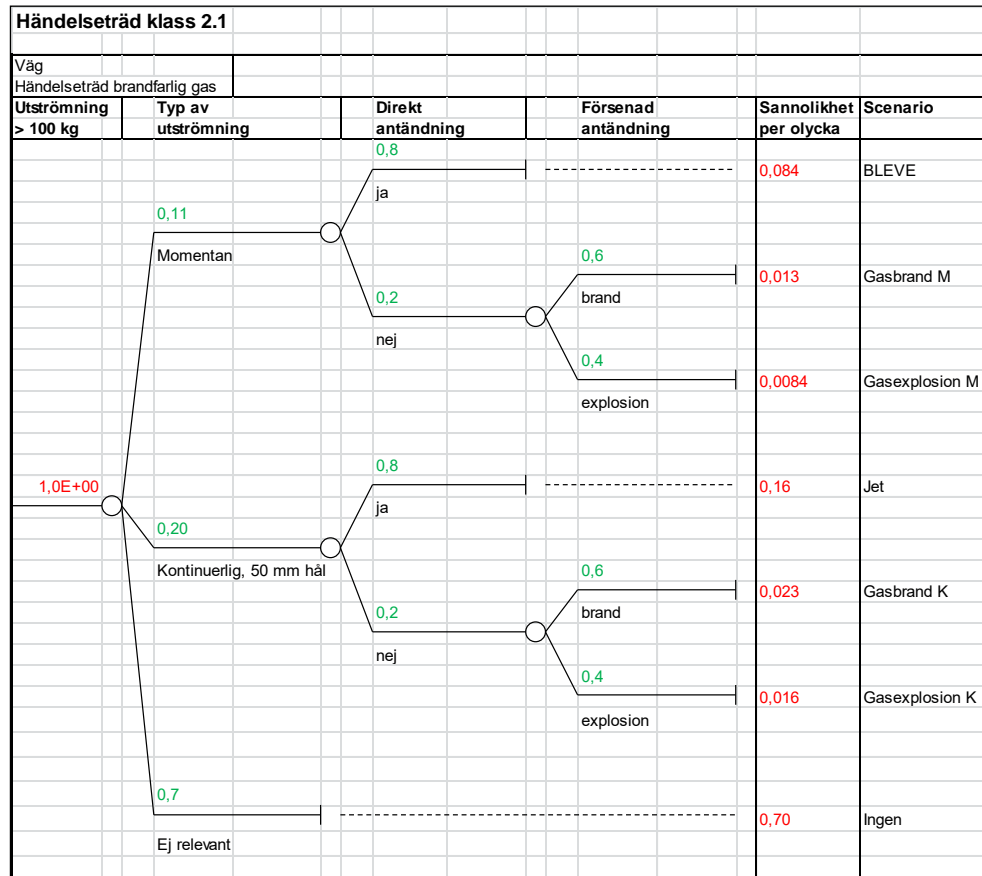 Händelseträd klass 2.1
Väg
Händelseträd brandfarlig gas
Utströmning Typ av Direkt Försenad Sannolikhet Scenario
> 100 kg utströmning antändning antändning per olycka
0,8
0,084 BLEVE
ja
0,11
Momentan
0,6
0,013 Gasbrand M
0,2
brand
nej
0,4
0,0084 Gasexplosion M
explosion
0,8
1,0E+00
0,16 Jet
ja
0,20
Kontinuerlig, 50 mm hål
0,6
0,023 Gasbrand K
0,2
brand
nej
0,4
0,016 Gasexplosion K
explosion
0,7
0,70 Ingen
Ej relevant